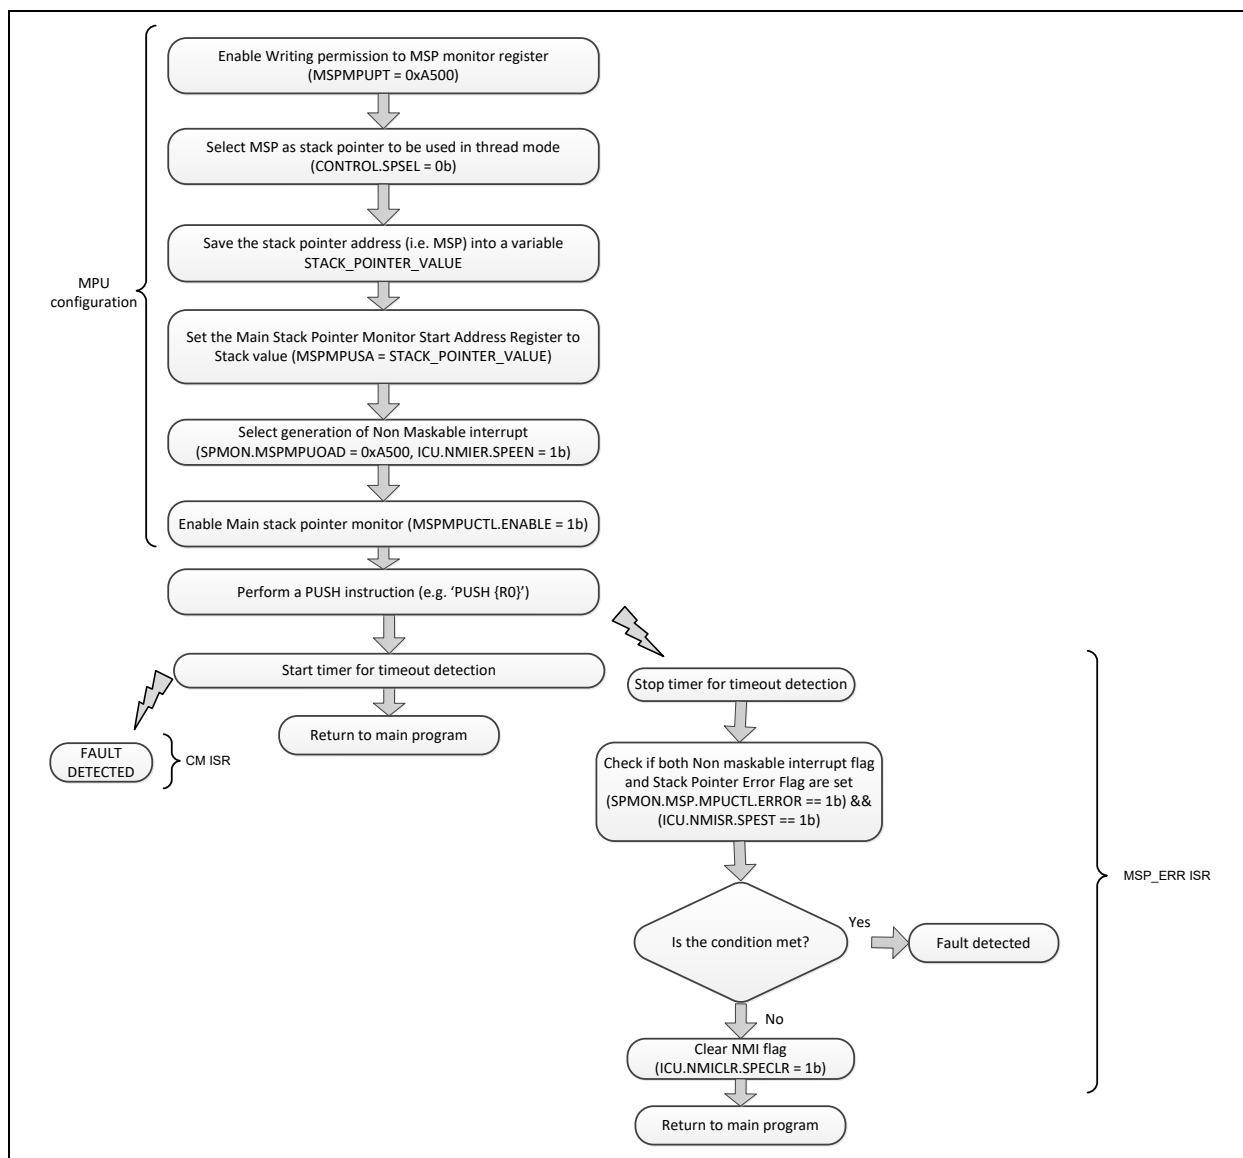 Enable Writing permission to MSP monitor register
(MSPMPUPT = 0xA500)
Select MSP as stack pointer to be used in thread mode
(CONTROL.SPSEL = 0b)
Save the stack pointer address (i.e. MSP) into a variable
STACK_POINTER_VALUE
MPU
configuration
Set the Main Stack Pointer Monitor Start Address Register to
Stack value (MSPMPUSA = STACK_POINTER_VALUE)
Select generation of Non Maskable interrupt
(SPMON.MSPMPUOAD = 0xA500, ICU.NMIER.SPEEN = 1b)
Enable Main stack pointer monitor (MSPMPUCTL.ENABLE = 1b)
Perform a PUSH instruction (e.g. ‘PUSH {R0}’)
Start timer for timeout detection
Return to main program
FAULT
DETECTED
CM ISR
Stop timer for timeout detection
Check if both Non maskable interrupt flag
and Stack Pointer Error Flag are set
(SPMON.MSP.MPUCTL.ERROR == 1b) &&
(ICU.NMISR.SPEST == 1b)
MSP_ERR ISR
Is the condition met?
Yes
Fault detected
No
Clear NMI flag
(ICU.NMICLR.SPECLR = 1b)
Return to main program